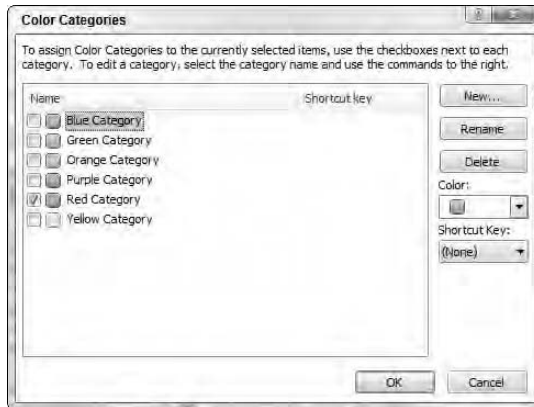 Color Categories
To assign Color Categories to the currently selected items, use the checkboxes next to each
category. To edit a category, select the category name and use the commands to the right.
Name Shortcut key
Blue Category
Green Category
Orange Category
Purple Category
Red Category
Yellow Category
New...
Rename
Delete
Color:
Shortcut Key:
(None)
OK Cancel